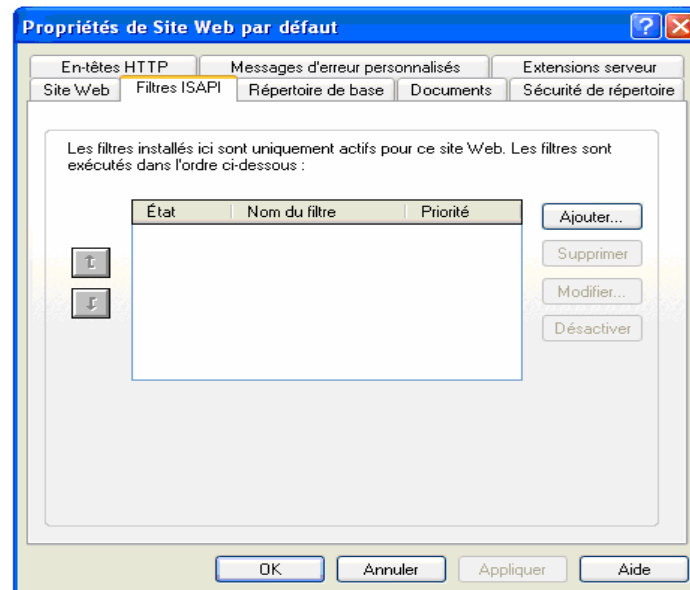 Propriétés de Site Web par défaut
En-têtes HTTP
Messages d'erreur personnalisés
Extensions serveur
Site Web
Filtres ISAPI
Répertoire de base
Documents
Sécurité de répertoire
Les filtres installés ici sont uniquement actifs pour ce site Web. Les filtres sont
exécutés dans l'ordre ci-dessous :
État
Nom du filtre
Priorité
Ajouter...
Supprimer
Modifier...
Désactiver
OK
Annuler
Appliquer
Aide